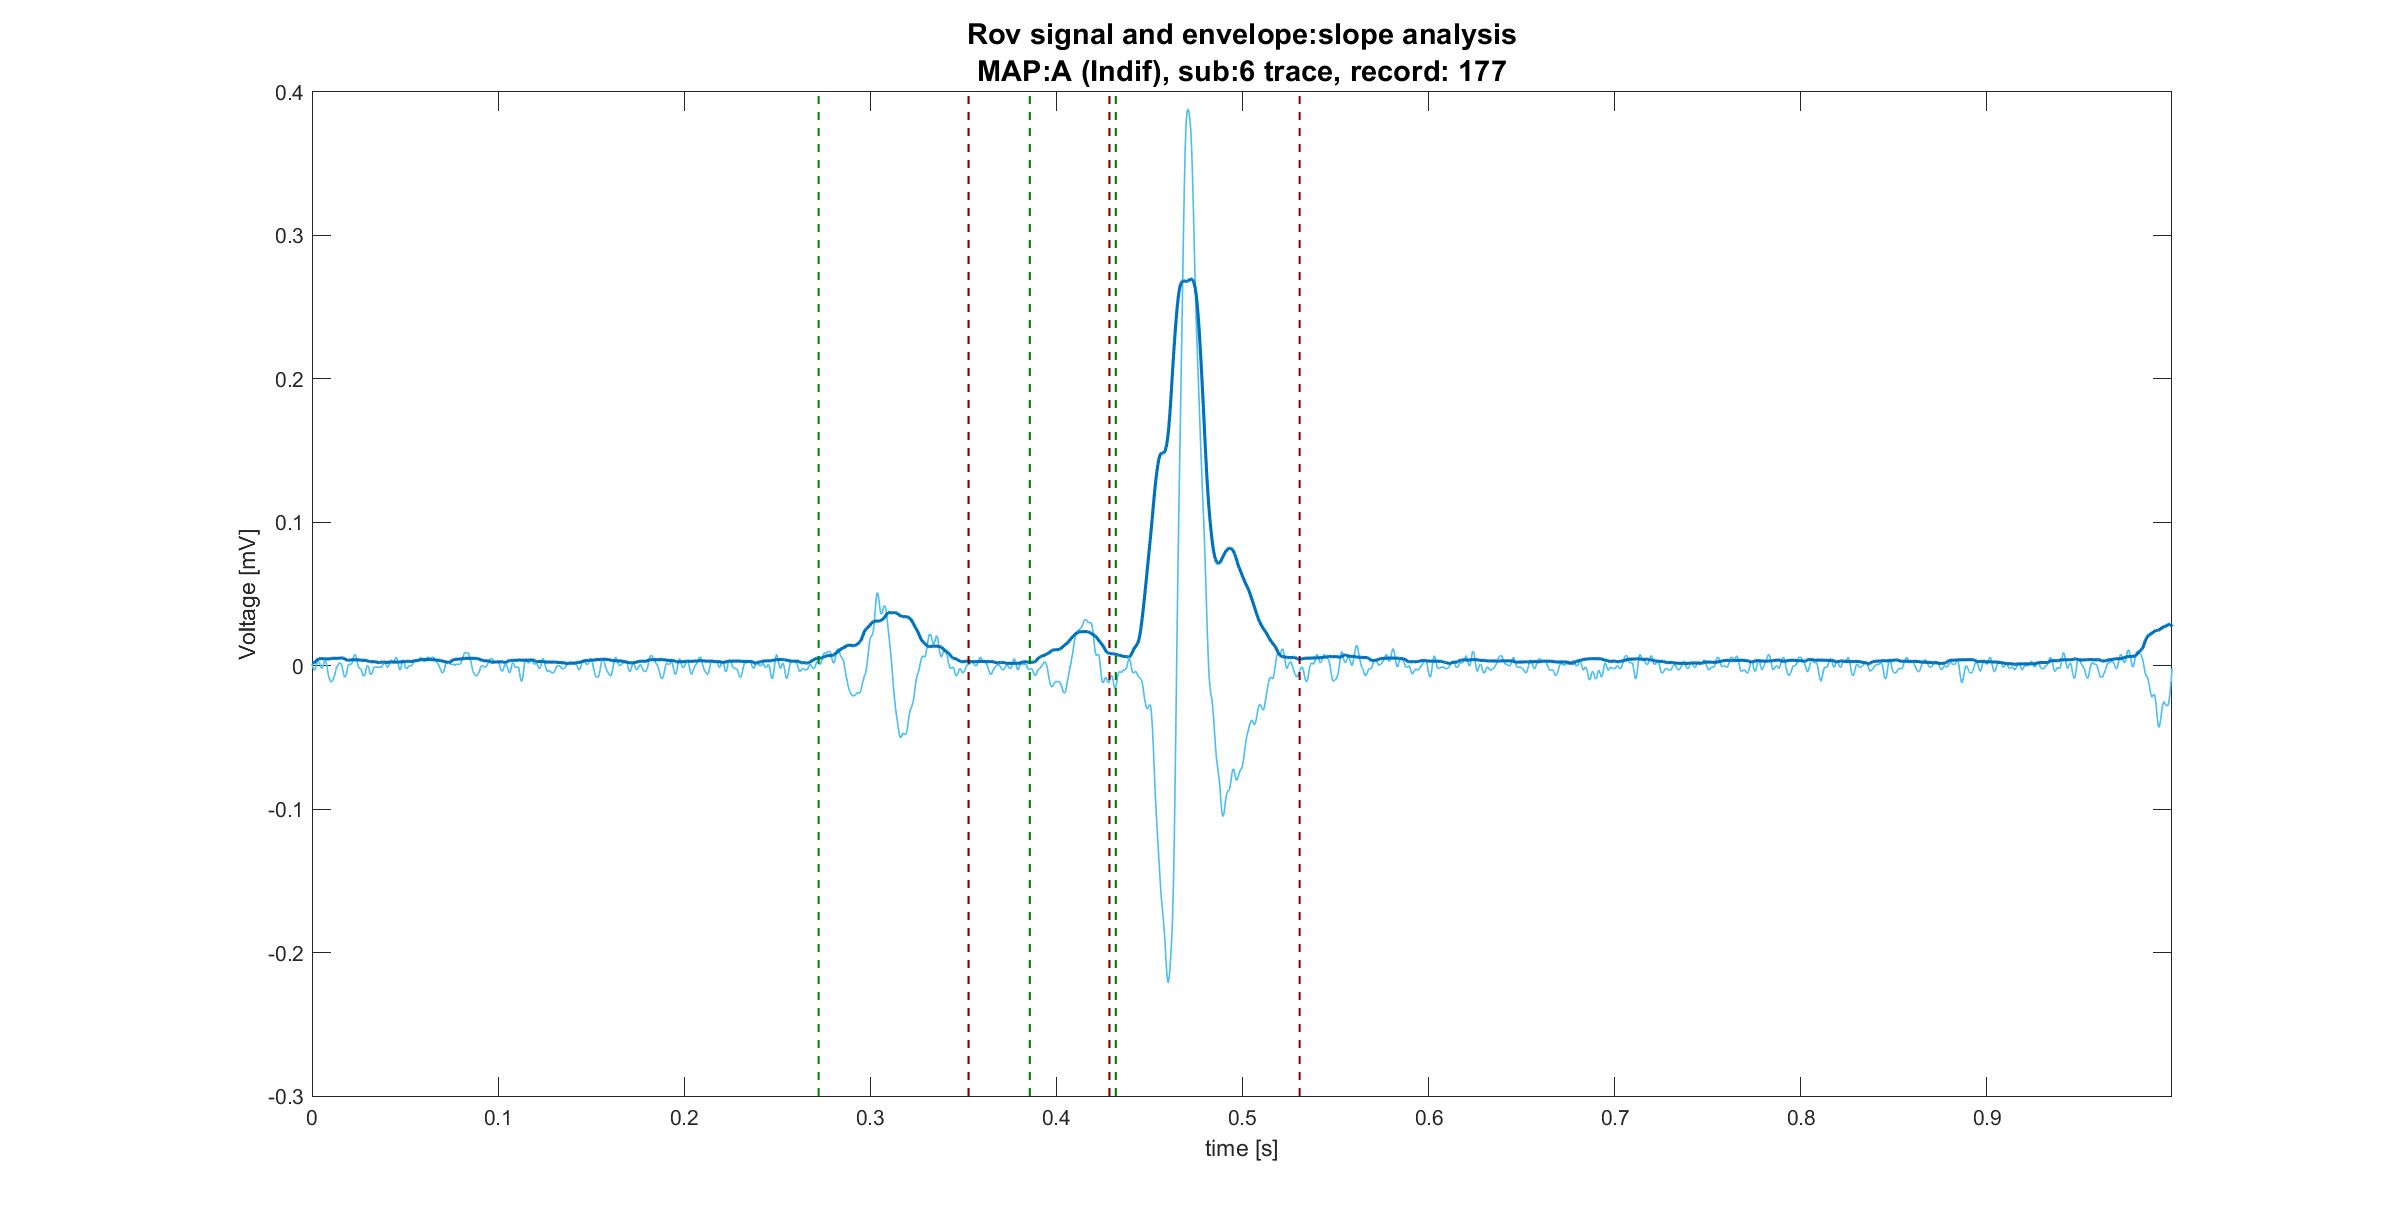 Rov signal and envelope:slope analysis
MAP:A (Indif), sub:6 trace, record: 177
0.4
0.3
0.2
0.1
0
-0.1
-0.2
-0.3
Voltage [mV]
0 0.1 0.2 0.3 0.4 0.5 0.6 0.7 0.8 0.9
time [s]